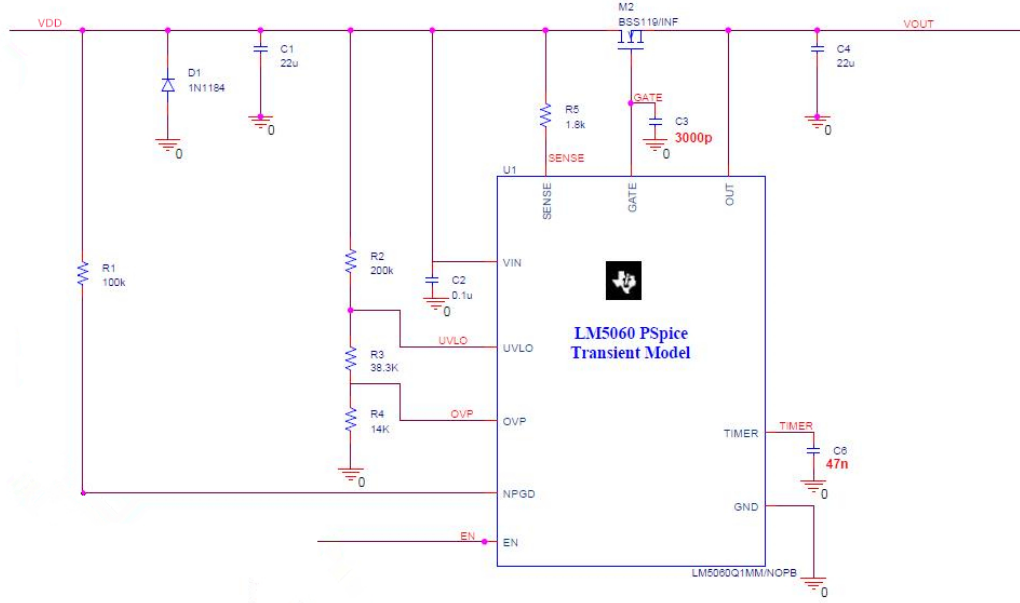 M2
BSS119/INF
VDD
VOUT
C1
22u
C4
22u
D1
1N1184
0
0
0
GATE
R5
1.8k
C3
3000p
0
SENSE
U1
SENSE
GATE
OUT
R1
100k
R2
200k
VIN
C2
0.1u
0
LM5060 PSpice
Transient Model
UVLO
UVLO
R3
38.3K
R4
14K
OVP
OVP
0
TIMER
TIMER
C6
47n
0
NPGD
GND
EN
EN
LM5060Q1MM/NOPB
0